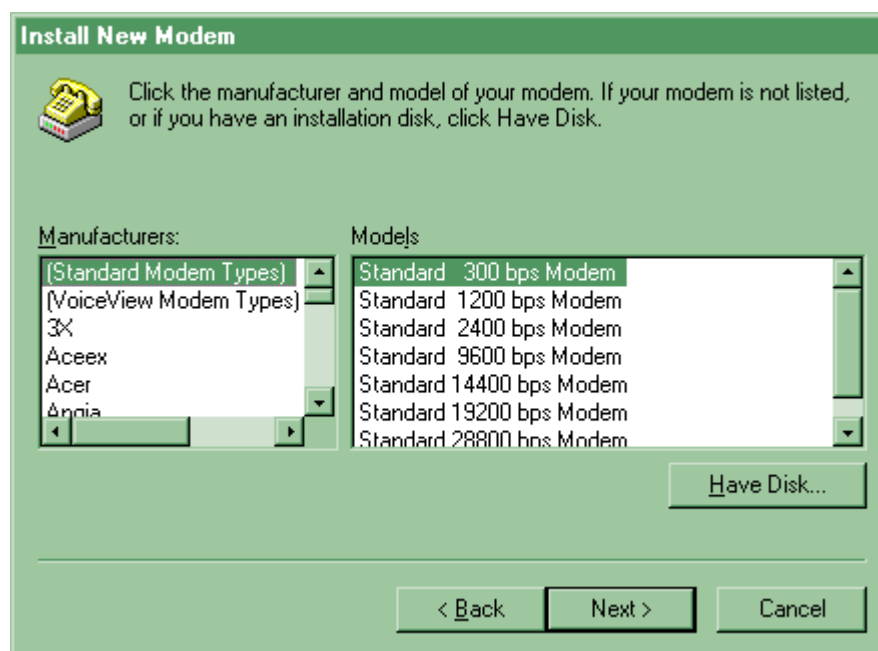 Install New Modem
Click the manufacturer and model of your modem. If your modem is not listed,
or if you have an installation disk, click Have Disk.
Manufacturers:
(Standard Modem Types)
(VoiceView Modem Types)
3X
Aceex
Acer
Angia
Models
Standard 300 bps Modem
Standard 1200 bps Modem
Standard 2400 bps Modem
Standard 9600 bps Modem
Standard 14400 bps Modem
Standard 19200 bps Modem
Standard 28800 bps Modem
Have Disk...
< Back
Next >
Cancel